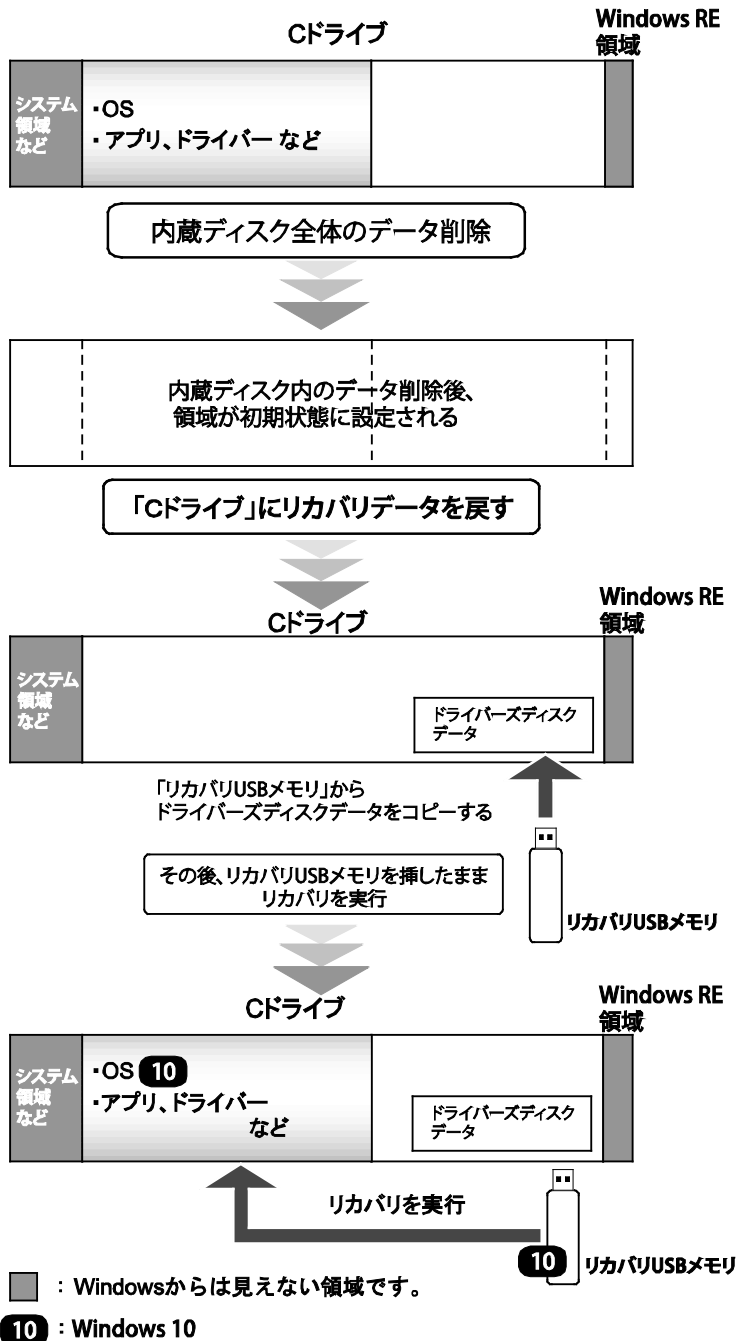 Cドライブ
Windows RE
領域
システム
領域
など
・OS
・アプリ、ドライバー など
内蔵ディスク全体のデータ削除
内蔵ディスク内のデータ削除後、
領域が初期状態に設定される
「Cドライブ」にリカバリデータを戻す
Cドライブ
Windows RE
領域
システム
領域
など
ドライバーズディスク
データ
「リカバリUSBメモリ」から
ドライバーズディスクデータをコピーする
その後、リカバリUSBメモリを挿したまま
リカバリを実行
リカバリUSBメモリ
Cドライブ
Windows RE
領域
システム
領域
など
・OS 10
・アプリ、ドライバー
など
ドライバーズディスク
データ
リカバリを実行
10 リカバリUSBメモリ
：Windowsからは見えない領域です。
10：Windows 10